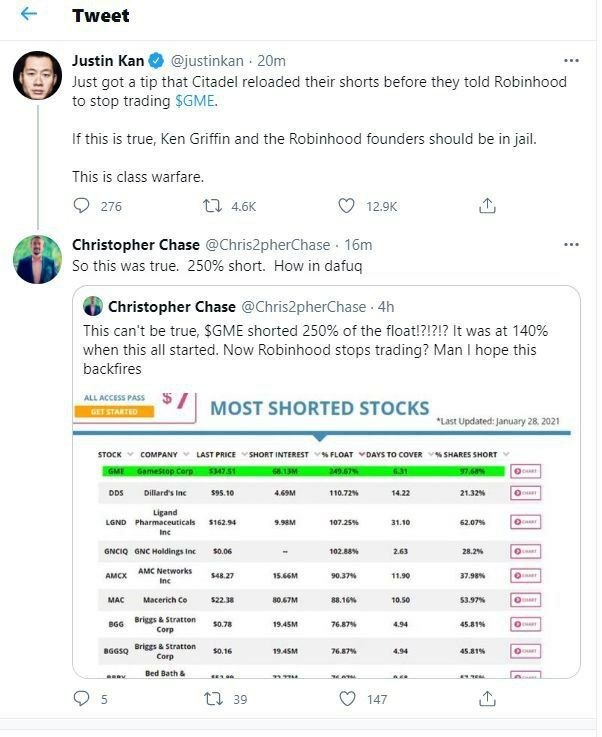 Tweet
Justin Kan @justinkan · 20m
Just got a tip that Citadel reloaded their shorts before they told Robinhood
to stop trading $GME.
If this is true, Ken Griffin and the Robinhood founders should be in jail.
This is class warfare.
276 4.6K 12.9K
Christopher Chase @Chris2pherChase · 16m
So this was true. 250% short. How in dafuq
Christopher Chase @Chris2pherChase · 4h
This can't be true, $GME shorted 250% of the float!?!?!? It was at 140%
when this all started. Now Robinhood stops trading? Man I hope this
backfires
ALL ACCESS PASS
GET STARTED
MOST SHORTED STOCKS
*Last Updated: January 28, 2021
STOCK COMPANY LAST PRICE SHORT INTEREST % FLOAT DAYS TO COVER % SHARES SHORT
GME GameStop Corp $347.51 68.13M 249.67% 6.31 97.68% CHART
DDS Dillard's Inc $95.10 4.69M 110.72% 14.22 21.32% CHART
Ligand
LGND Pharmaceuticals $162.94 9.98M 107.25% 31.10 62.07% CHART
Inc
GNCIQ GNC Holdings Inc $0.06 -- 102.88% 2.63 28.2% CHART
AMC Networks
AMCX $48.27 15.66M 90.37% 11.90 37.98% CHART
Inc
MAC Macerich Co $22.38 80.67M 88.16% 10.50 53.97% CHART
Briggs & Stratton
BGG $0.78 19.45M 76.87% 4.94 45.81% CHART
Corp
Briggs & Stratton
BGGSQ $0.16 19.45M 76.87% 4.94 45.81% CHART
Corp
Bed Bath &
5 39 147